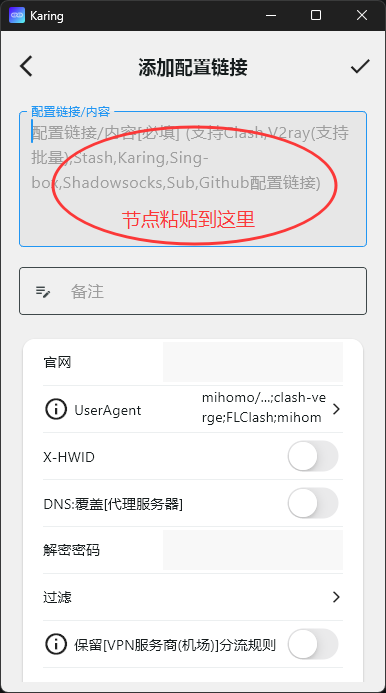 Karing
添加配置链接
配置链接/内容
配置链接/内容[必填] (支持Clash,V2ray(支持
批量),Stash,Karing,Sing-
box,Shadowsocks,Sub,Github配置链接)
节点粘贴到这里
备注
官网
UserAgent
mihomo/...;clash-ve
rge;FLClash;mihom
X-HWID
DNS:覆盖[代理服务器]
解密密码
过滤
保留[VPN服务商(机场)]分流规则